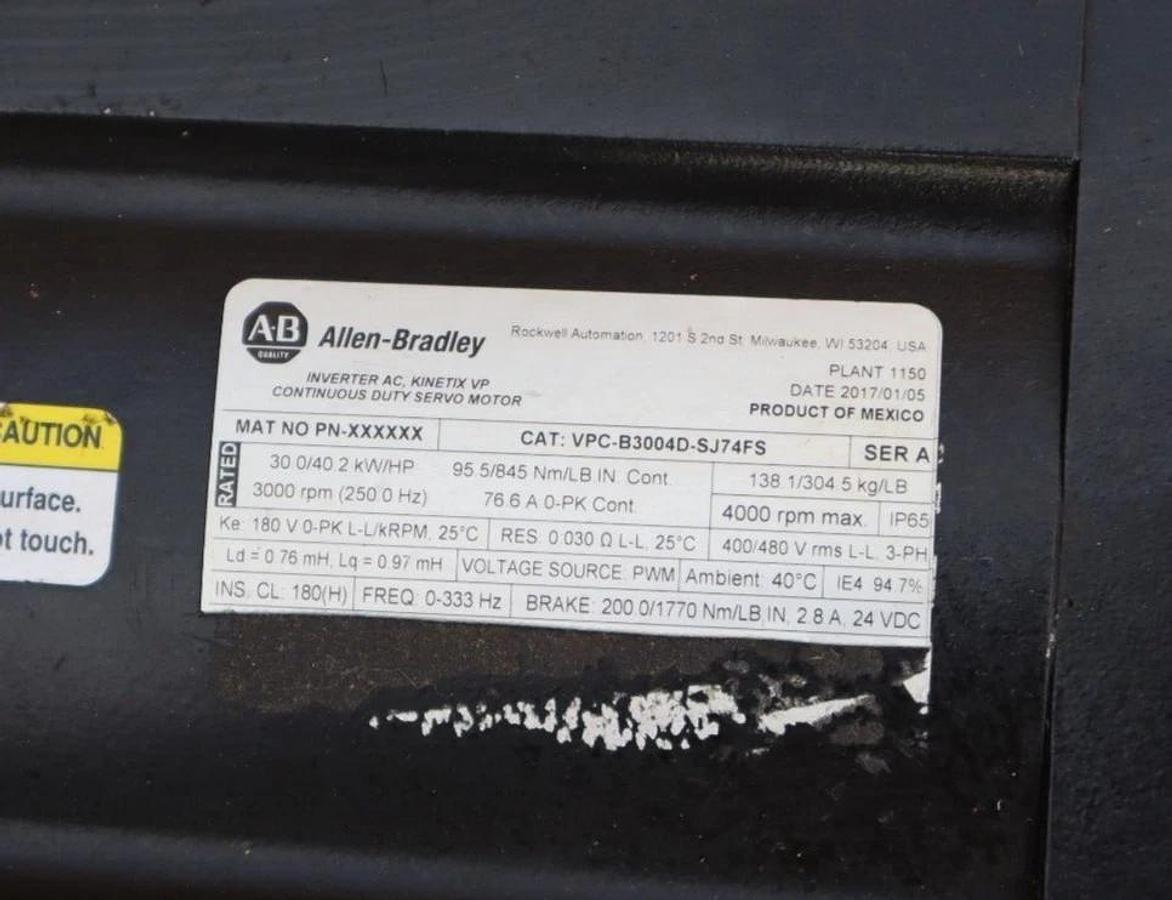 A·B
QUALITY
Allen-Bradley
Rockwell Automation, 1201 S 2nd St, Milwaukee, WI 53204, USA
INVERTER AC, KINETIX VP
CONTINUOUS DUTY SERVO MOTOR
PLANT 1150
DATE 2017/01/05
PRODUCT OF MEXICO
MAT NO PN-XXXXXX CAT: VPC-B3004D-SJ74FS SER A
RATED
30.0/40.2 kW/HP 95.5/845 Nm/LB IN. Cont. 138.1/304.5 kg/LB
3000 rpm (250.0 Hz) 76.6 A 0-PK Cont. 4000 rpm max. IP65
Ke: 180 V 0-PK L-L/kRPM, 25°C RES: 0.030 Ω L-L, 25°C 400/480 V rms L-L, 3-PH
Ld = 0.76 mH, Lq = 0.97 mH VOLTAGE SOURCE: PWM Ambient: 40°C IE4 94.7%
INS. CL: 180(H) FREQ: 0-333 Hz BRAKE: 200.0/1770 Nm/LB IN, 2.8 A, 24 VDC
AUTION
urface.
ot touch.